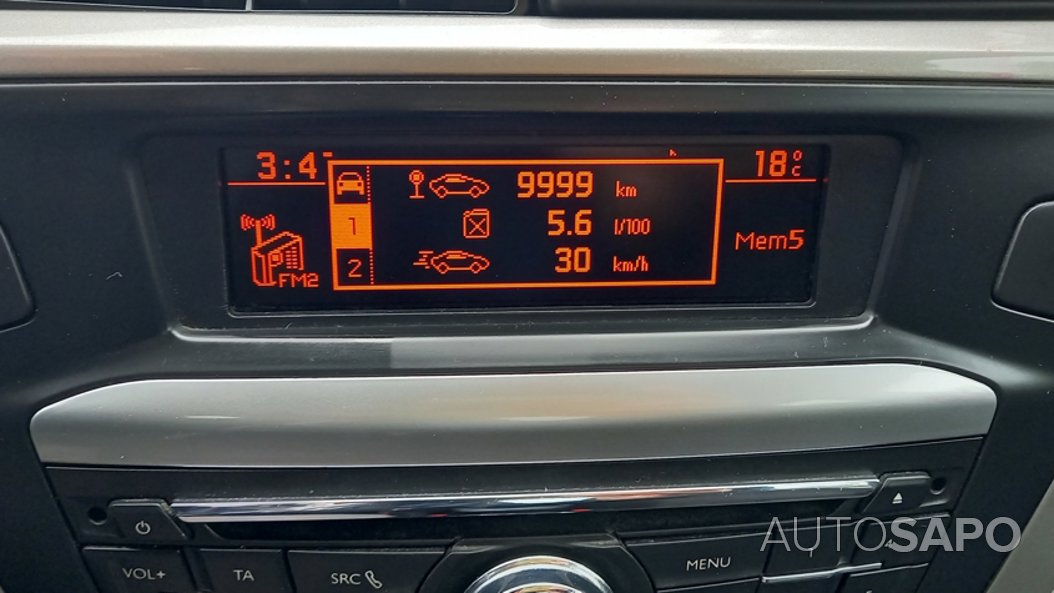 3:4
18°C
FM2
Mem5
1
2
9999 km
5.6 l/100
30 km/h
VOL+
TA
SRC
MENU
AUTOSAPO